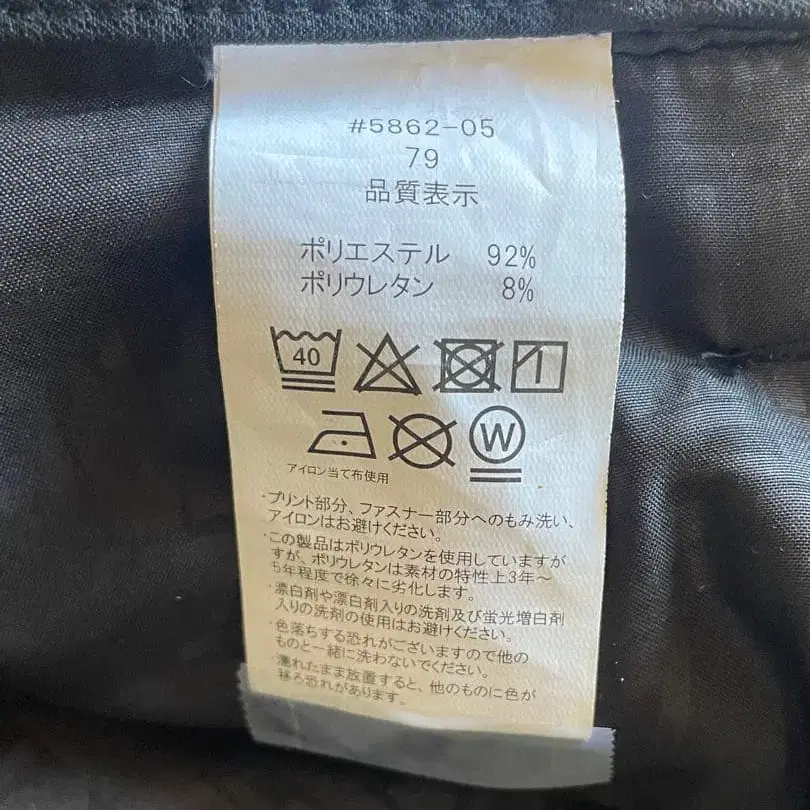 #5862-05
79
品質表示
ポリエステル 92%
ポリウレタン 8%
40
W
アイロン当て布使用
・プリント部分、ファスナー部分へのもみ洗い、
アイロンはお避けください。
・この製品はポリウレタンを使用していますが
すが、ポリウレタンは素材の特性上3年～
5年程度で徐々に劣化します。
・漂白剤や漂白剤入りの洗剤及び蛍光増白剤
入りの洗剤の使用はお避けください。
・色落ちする恐れがございますので他の
ものと一緒に洗わないでください。
・濡れたまま放置すると、他のものに色が
移る恐れがあります。